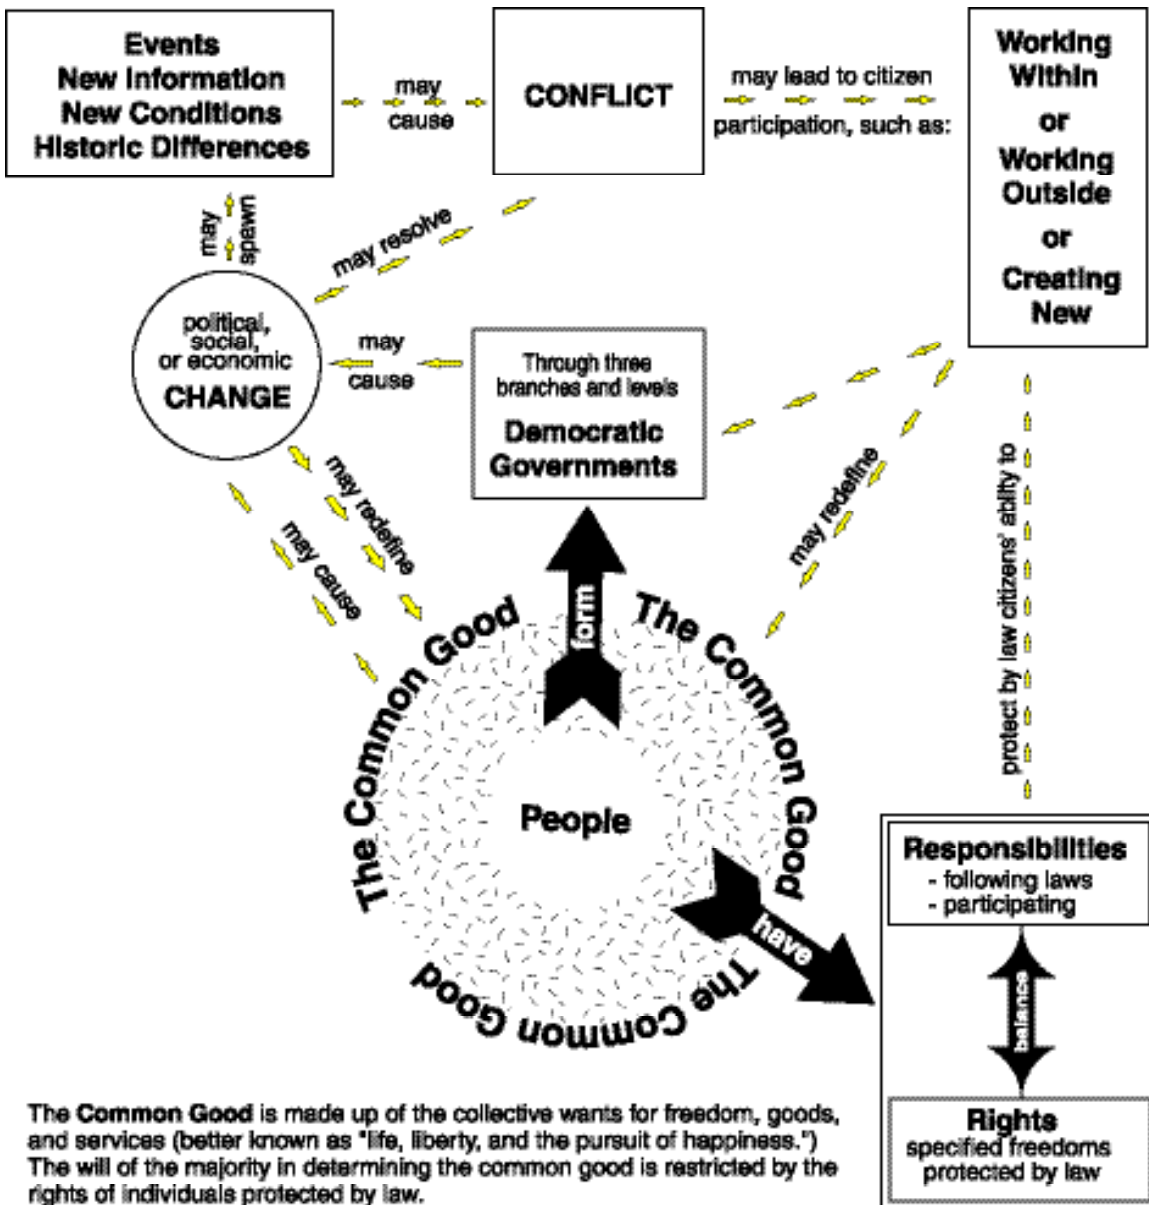 Events
New Information
New Conditions
Historic Differences
may
cause
CONFLICT
may lead to citizen
participation, such as:
Working
Within
or
Working
Outside
or
Creating
New
may
spawn
may resolve
political,
social,
or economic
CHANGE
may
cause
Through three
branches and levels
Democratic
Governments
may redefine
may cause
may redefine
protect by law citizens' ablity to
form
The Common Good
The Common Good
The Common Good
People
have
Responsibilities
- following laws
- participating
balance
Rights
specified freedoms
protected by law
The Common Good is made up of the collective wants for freedom, goods,
and services (better known as "life, liberty, and the pursuit of happiness.")
The will of the majority in determining the common good is restricted by the
rights of individuals protected by law.